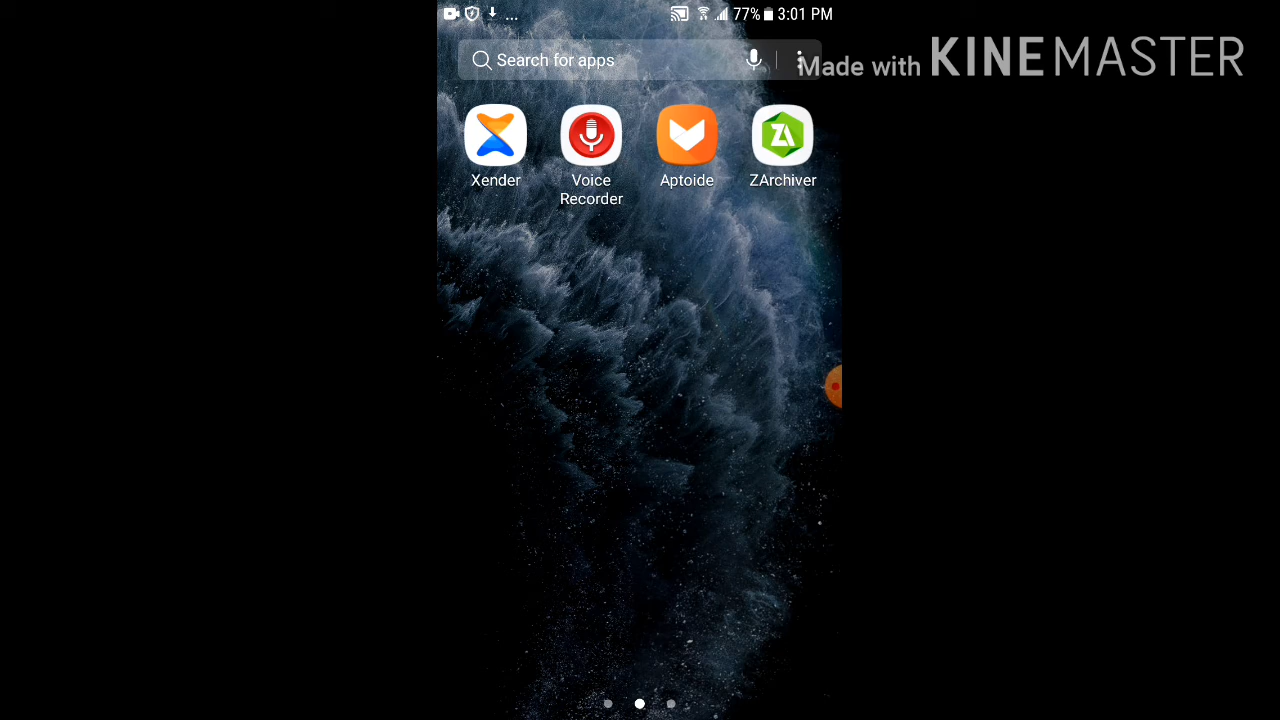 ... 77% 3:01 PM
Search for apps
Made with KINEMASTER
Xender Voice Recorder Aptoide ZArchiver